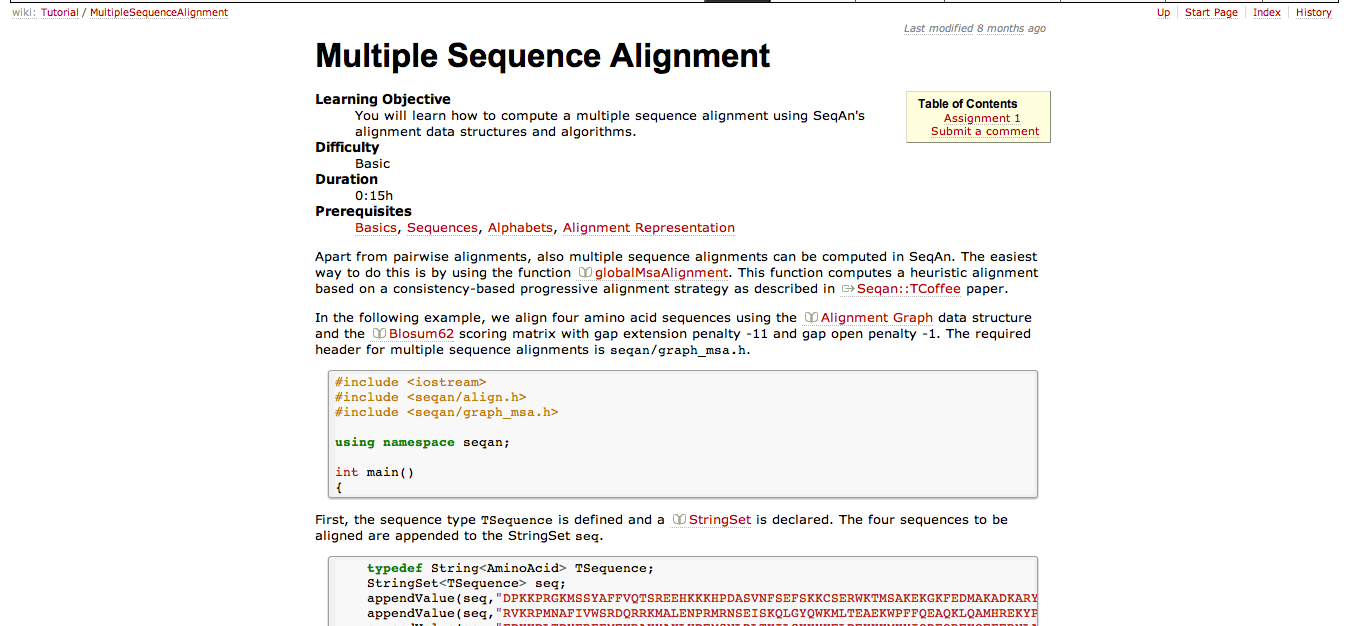 wiki: Tutorial / MultipleSequenceAlignment
Up Start Page Index History
Last modified 8 months ago
Multiple Sequence Alignment
Table of Contents
Assignment 1
Submit a comment
Learning Objective
You will learn how to compute a multiple sequence alignment using SeqAn's
alignment data structures and algorithms.
Difficulty
Basic
Duration
0:15h
Prerequisites
Basics, Sequences, Alphabets, Alignment Representation
Apart from pairwise alignments, also multiple sequence alignments can be computed in SeqAn. The easiest
way to do this is by using the function globalMsaAlignment. This function computes a heuristic alignment
based on a consistency-based progressive alignment strategy as described in Seqan::TCoffee paper.
In the following example, we align four amino acid sequences using the Alignment Graph data structure
and the Blosum62 scoring matrix with gap extension penalty -11 and gap open penalty -1. The required
header for multiple sequence alignments is seqan/graph_msa.h.
#include <iostream>
#include <seqan/align.h>
#include <seqan/graph_msa.h>
using namespace seqan;
int main()
{
First, the sequence type TSequence is defined and a StringSet is declared. The four sequences to be
aligned are appended to the StringSet seq.
typedef String<AminoAcid> TSequence;
StringSet<TSequence> seq;
appendValue(seq,"DPKKPRGKMSSYAFFVQTSREEHKKKHPDASVNFSEFSKKCSERWKTMSAKEKGKFEDMAKADKARY
appendValue(seq,"RVKRPMNAFIVWSRDQRRKMALENPRMRNSEISKQLGYQWKMLTEAEKWPFFQEAQKLQAMHREKYP